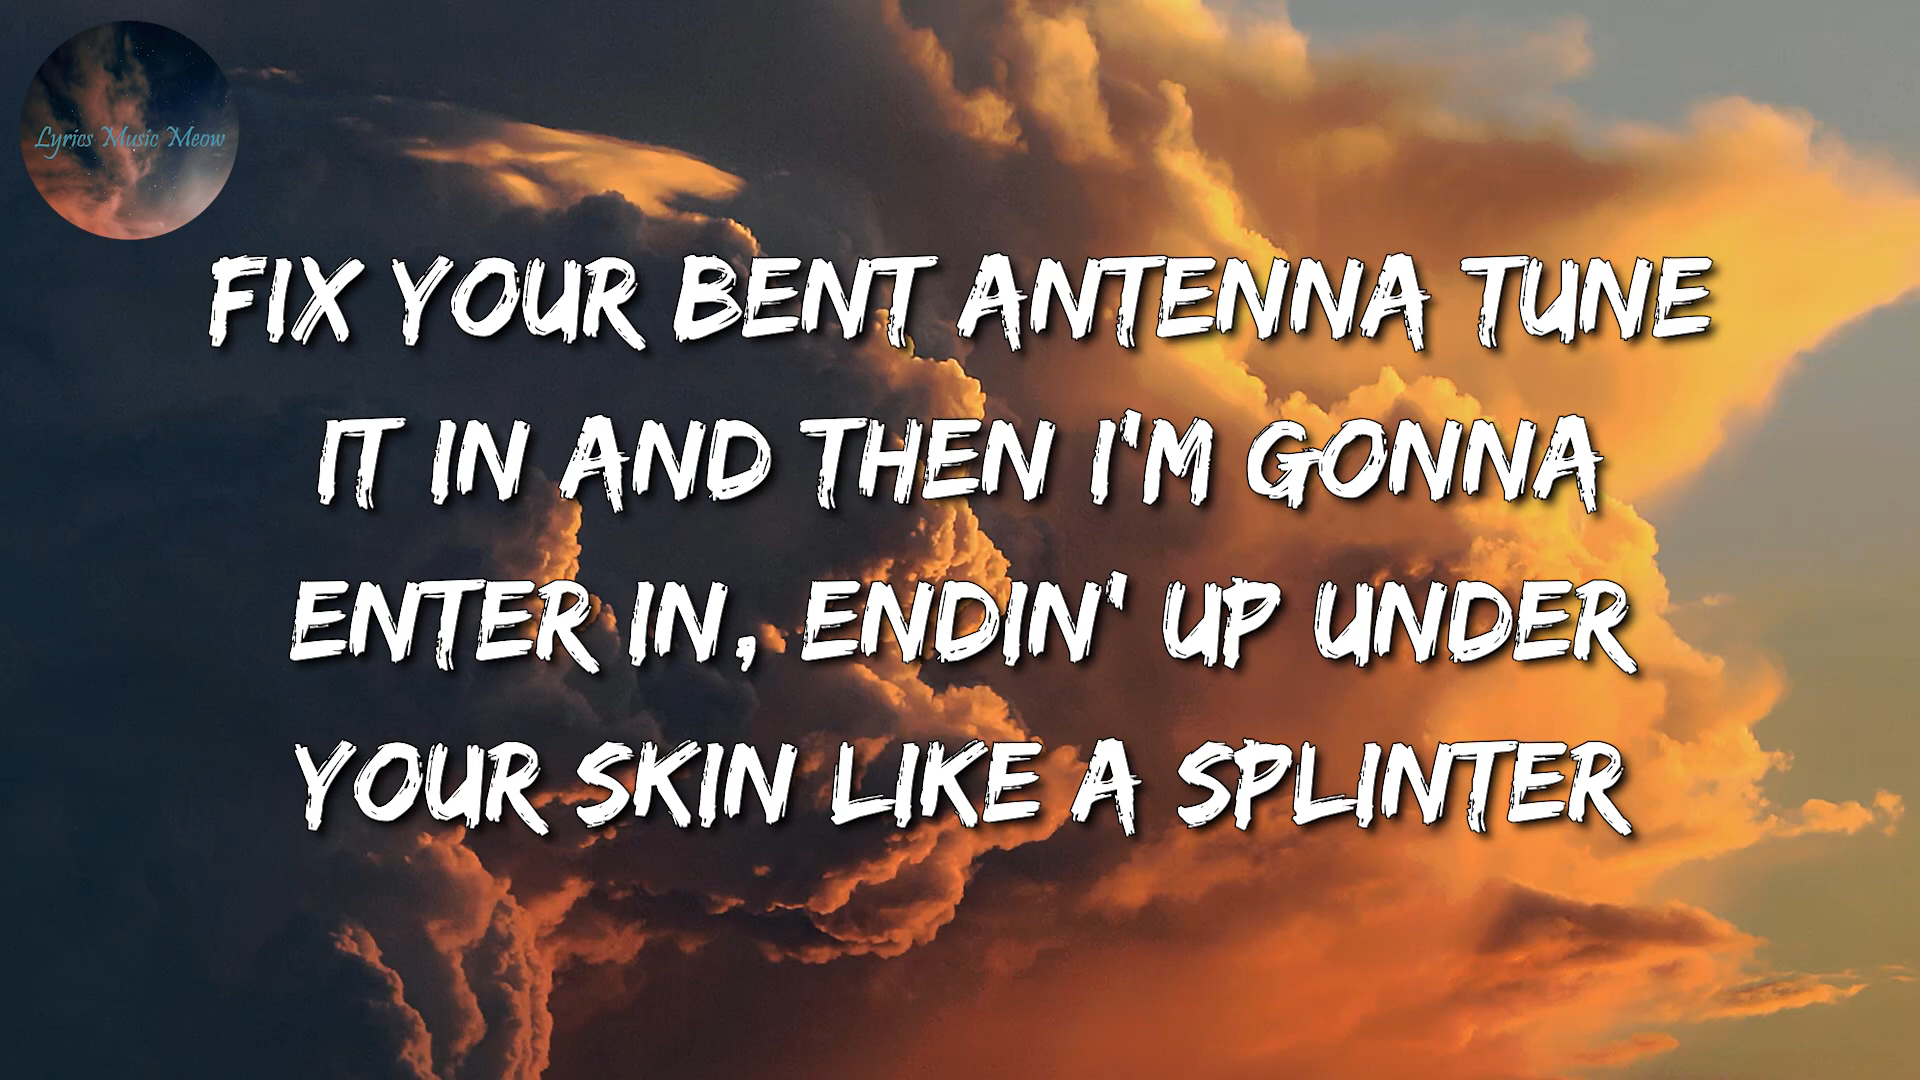 Lyrics Music Meow
FIX YOUR BENT ANTENNA TUNE
IT IN AND THEN I'M GONNA
ENTER IN, ENDIN' UP UNDER
YOUR SKIN LIKE A SPLINTER